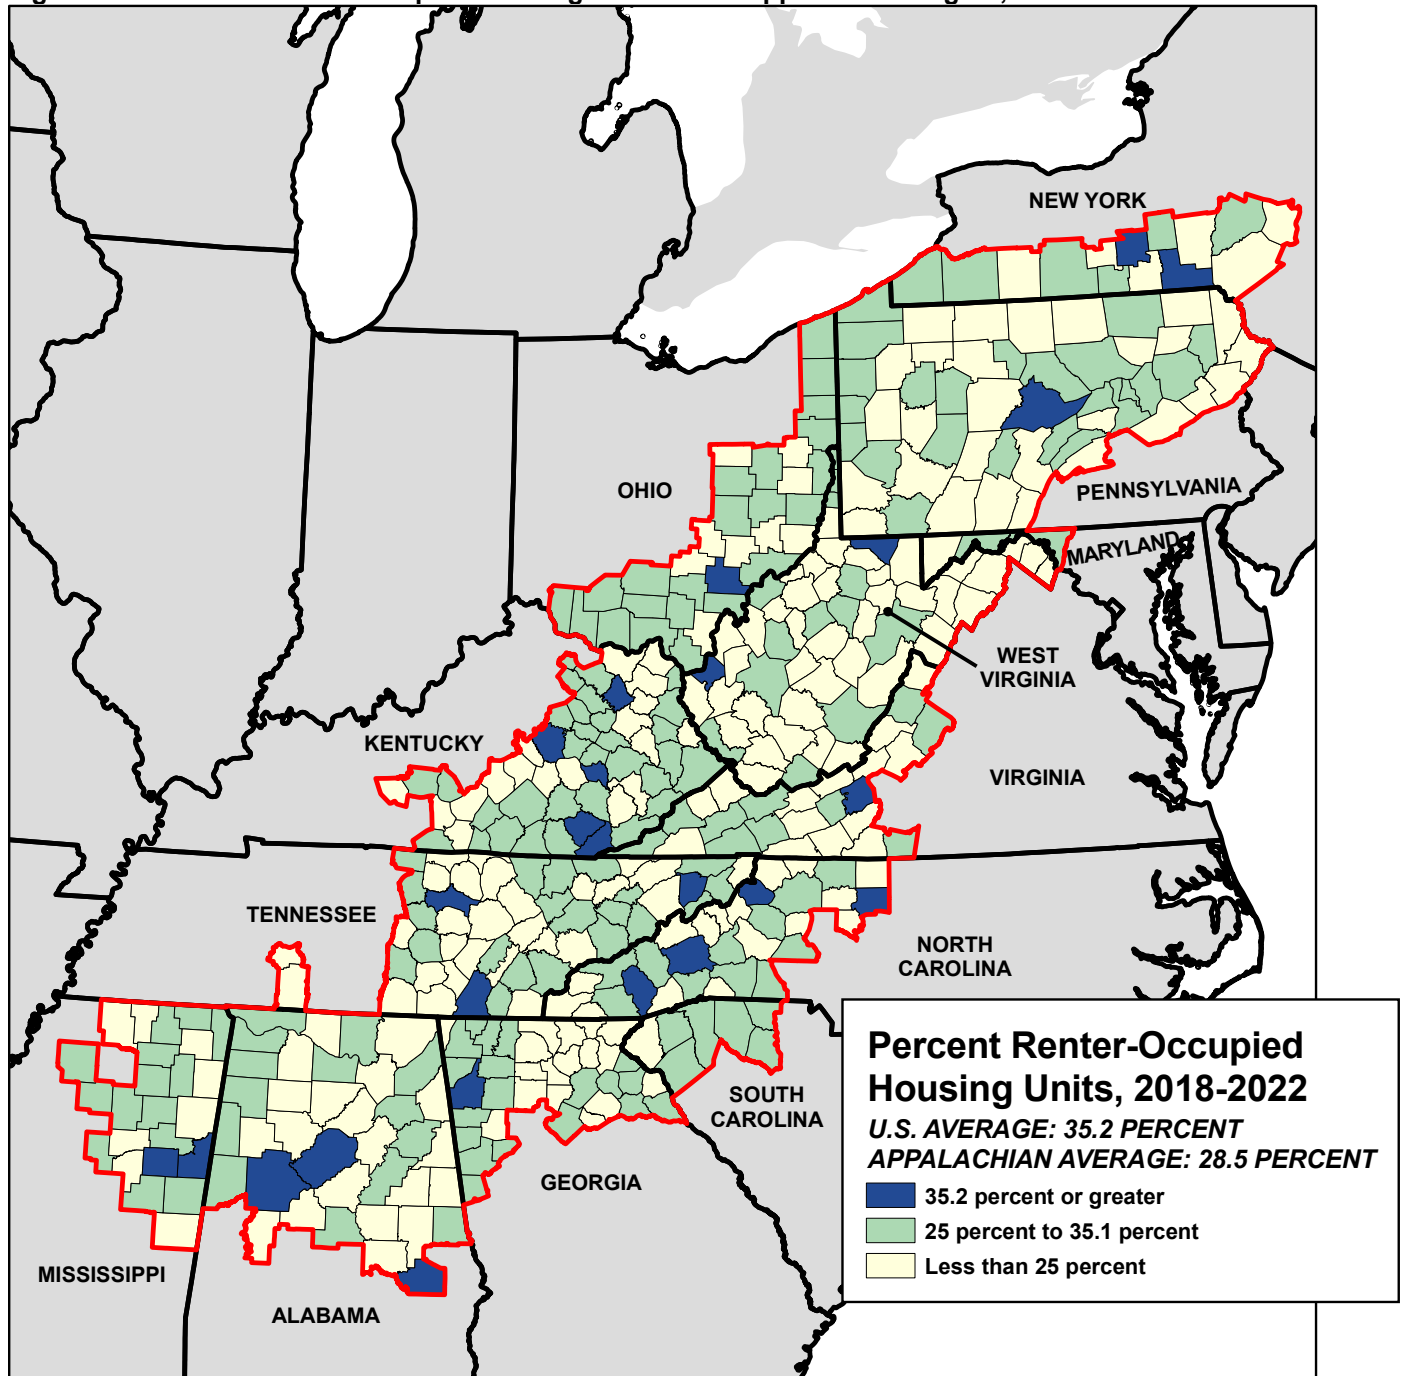 NEW YORK
OHIO
PENNSYLVANIA
MARYLAND
WEST
VIRGINIA
KENTUCKY
VIRGINIA
TENNESSEE
NORTH
CAROLINA
Percent Renter-Occupied
Housing Units, 2018-2022
U.S. AVERAGE: 35.2 PERCENT
APPALACHIAN AVERAGE: 28.5 PERCENT
35.2 percent or greater
25 percent to 35.1 percent
Less than 25 percent
SOUTH
CAROLINA
GEORGIA
MISSISSIPPI
ALABAMA